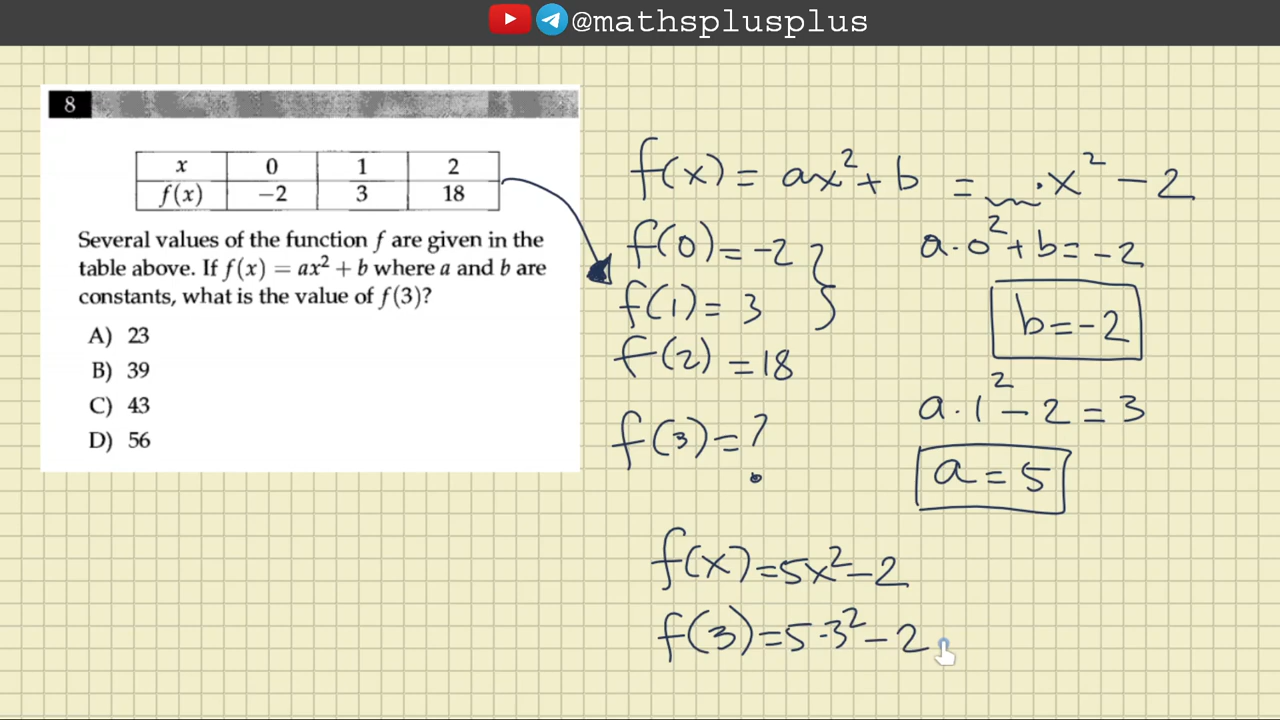 @mathsplusplus
8
x 0 1 2
f(x) −2 3 18
Several values of the function f are given in the
table above. If f(x) = ax² + b where a and b are
constants, what is the value of f(3)?
A) 23
B) 39
C) 43
D) 56
f(x) = ax² + b = __.x² − 2
f(0) = −2
f(1) = 3
f(2) = 18
f(3) = ?
a·0² + b = −2
b = −2
a·1² − 2 = 3
a = 5
f(x) = 5x² − 2
f(3) = 5·3² − 2